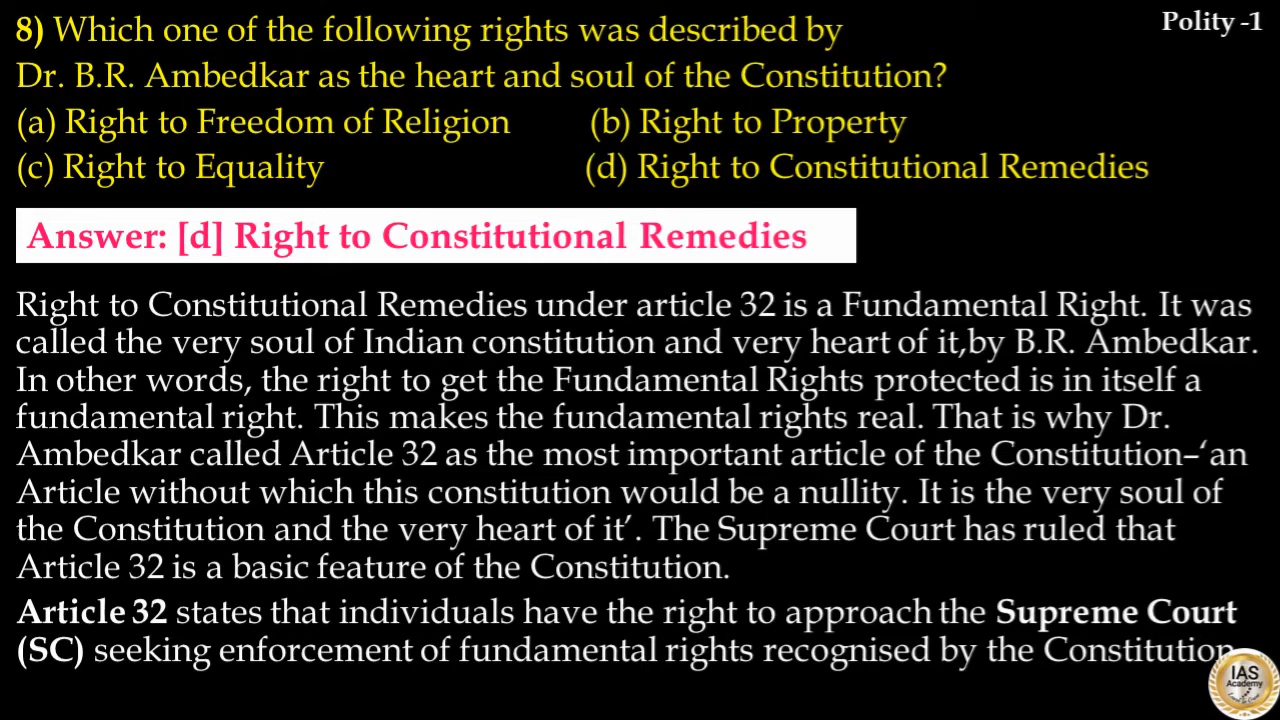 8) Which one of the following rights was described by
Polity -1
Dr. B.R. Ambedkar as the heart and soul of the Constitution?
(a) Right to Freedom of Religion (b) Right to Property
(c) Right to Equality (d) Right to Constitutional Remedies
Answer: [d] Right to Constitutional Remedies
Right to Constitutional Remedies under article 32 is a Fundamental Right. It was
called the very soul of Indian constitution and very heart of it,by B.R. Ambedkar.
In other words, the right to get the Fundamental Rights protected is in itself a
fundamental right. This makes the fundamental rights real. That is why Dr.
Ambedkar called Article 32 as the most important article of the Constitution–‘an
Article without which this constitution would be a nullity. It is the very soul of
the Constitution and the very heart of it’. The Supreme Court has ruled that
Article 32 is a basic feature of the Constitution.
Article 32 states that individuals have the right to approach the Supreme Court
(SC) seeking enforcement of fundamental rights recognised by the Constitution
IAS
Academy